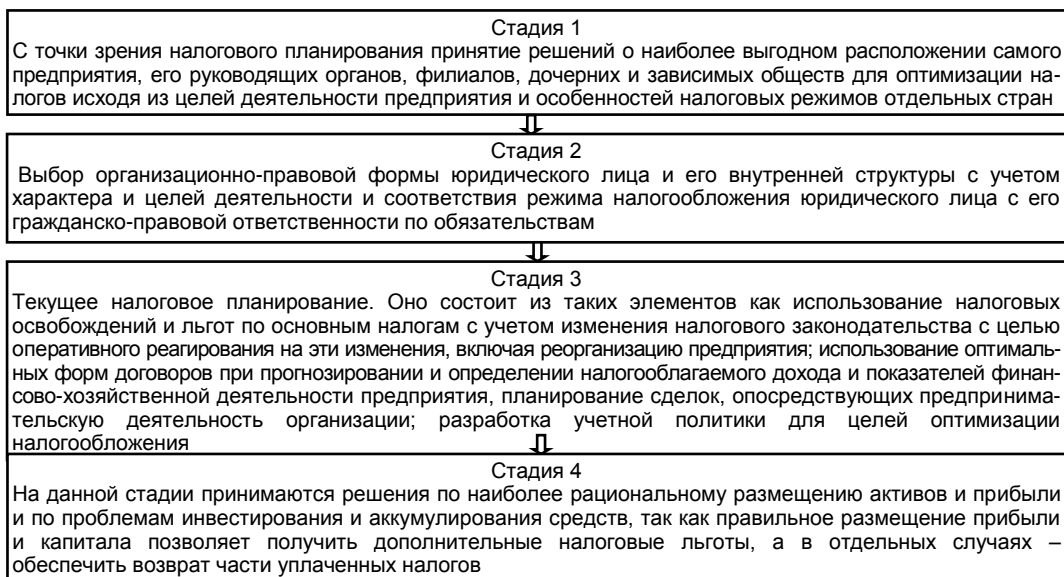 Стадия 1
С точки зрения налогового планирования принятие решений о наиболее выгодном расположении самого
предприятия, его руководящих органов, филиалов, дочерних и зависимых обществ для оптимизации на-
логов исходя из целей деятельности предприятия и особенностей налоговых режимов отдельных стран
Стадия 2
Выбор организационно-правовой формы юридического лица и его внутренней структуры с учетом
характера и целей деятельности и соответствия режима налогообложения юридического лица с его
гражданско-правовой ответственности по обязательствам
Стадия 3
Текущее налоговое планирование. Оно состоит из таких элементов как использование налоговых
освобождений и льгот по основным налогам с учетом изменения налогового законодательства с целью
оперативного реагирования на эти изменения, включая реорганизацию предприятия; использование оптималь-
ных форм договоров при прогнозировании и определении налогооблагаемого дохода и показателей финан-
сово-хозяйственной деятельности предприятия, планирование сделок, опосредствующих предпринима-
тельскую деятельность организации; разработка учетной политики для целей оптимизации
налогообложения
Стадия 4
На данной стадии принимаются решения по наиболее рациональному размещению активов и прибыли
и по проблемам инвестирования и аккумулирования средств, так как правильное размещение прибыли
и капитала позволяет получить дополнительные налоговые льготы, а в отдельных случаях –
обеспечить возврат части уплаченных налогов